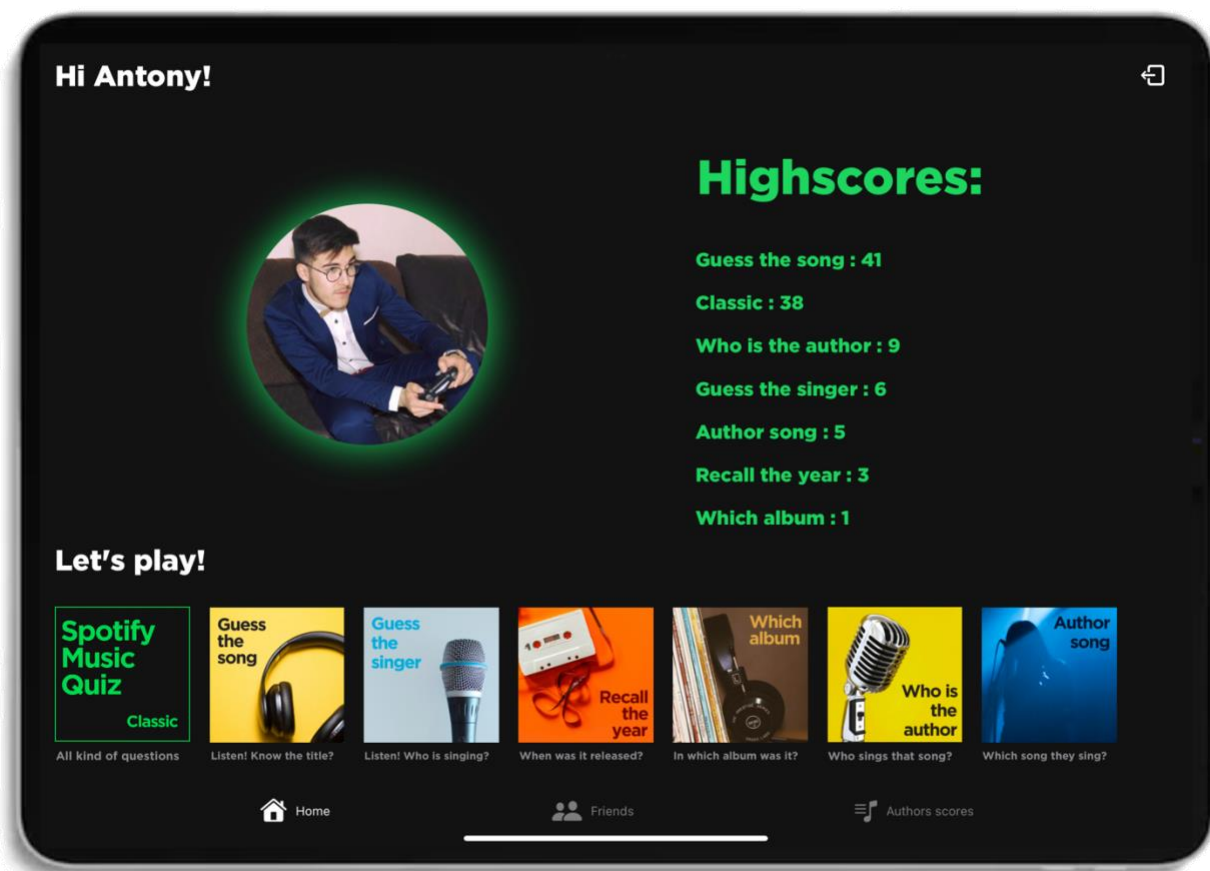 Hi Antony!
Highscores:
Guess the song : 41
Classic : 38
Who is the author : 9
Guess the singer : 6
Author song : 5
Recall the year : 3
Which album : 1
Let's play!
Spotify
Music
Quiz
Classic
All kind of questions
Guess
the
song
Listen! Know the title?
Guess
the
singer
Listen! Who is singing?
Recall
the
year
When was it released?
Which
album
In which album was it?
Who is
the
author
Who sings that song?
Author
song
Which song they sing?
Home
Friends
Authors scores